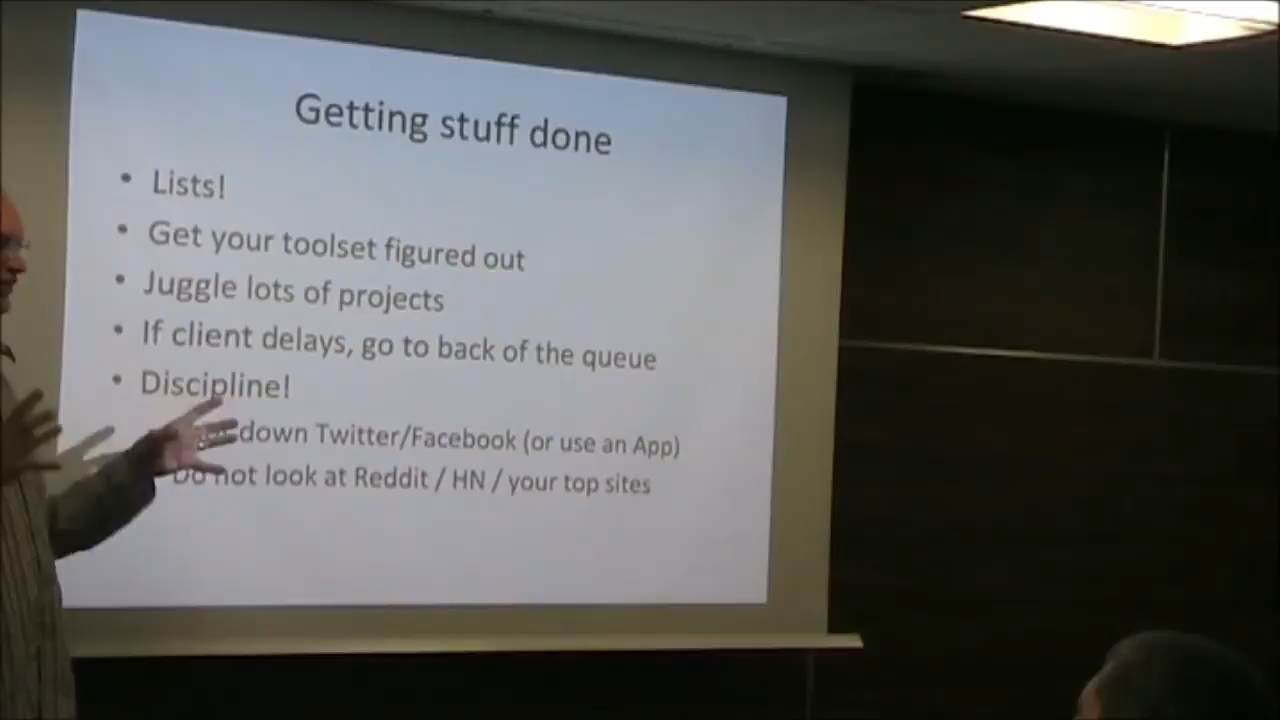 Getting stuff done
• Lists!
• Get your toolset figured out
• Juggle lots of projects
• If client delays, go to back of the queue
• Discipline!
down Twitter/Facebook (or use an App)
Do not look at Reddit / HN / your top sites